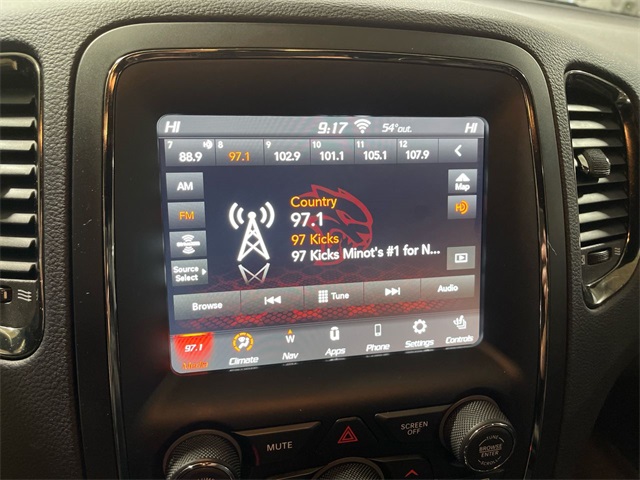 HI 9:17 54°out. HI
7 8 9 10 11 12
88.9 97.1 102.9 101.1 105.1 107.9
AM
FM
Source
Select
Country
97.1
97 Kicks
97 Kicks Minot's #1 for N...
Map
HD
Browse Tune Audio
97.1 Climate W Nav Apps Phone Settings Controls
MUTE
SCREEN
OFF
BROWSE
ENTER